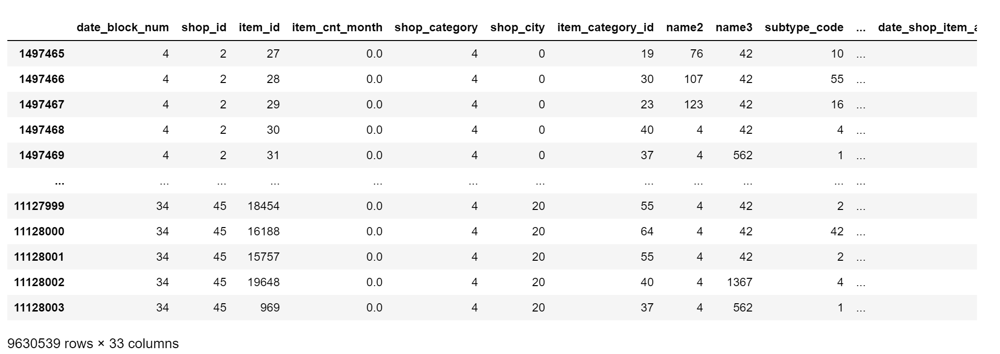 date_block_num shop_id item_id item_cnt_month shop_category shop_city item_category_id name2 name3 subtype_code ... date_shop_item_a
1497465 4 2 27 0.0 4 0 19 76 42 10 ...
1497466 4 2 28 0.0 4 0 30 107 42 55 ...
1497467 4 2 29 0.0 4 0 23 123 42 16 ...
1497468 4 2 30 0.0 4 0 40 4 42 4 ...
1497469 4 2 31 0.0 4 0 37 4 562 1 ...
... ... ... ... ... ... ... ... ... ... ... ...
11127999 34 45 18454 0.0 4 20 55 4 42 2 ...
11128000 34 45 16188 0.0 4 20 64 4 42 42 ...
11128001 34 45 15757 0.0 4 20 55 4 42 2 ...
11128002 34 45 19648 0.0 4 20 40 4 1367 4 ...
11128003 34 45 969 0.0 4 20 37 4 562 1 ...
9630539 rows × 33 columns